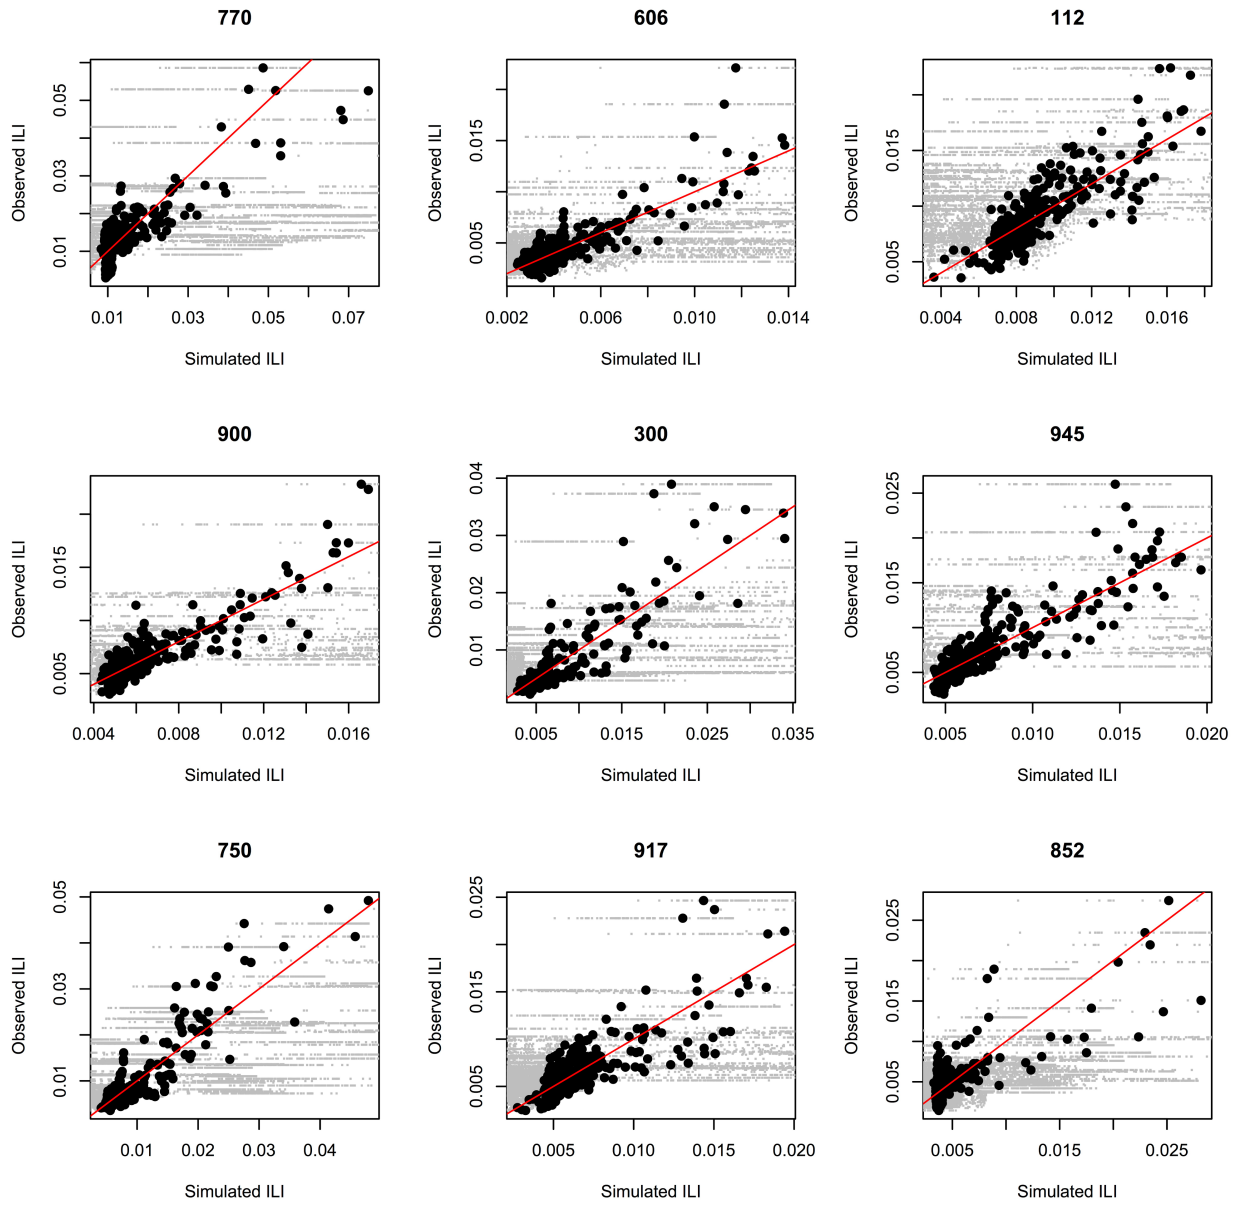 770
606
112
Observed ILI
0.01 0.03 0.05
0.01 0.03 0.05 0.07
Simulated ILI
Observed ILI
0.005 0.015
0.002 0.006 0.010 0.014
Simulated ILI
Observed ILI
0.005 0.015
0.004 0.008 0.012 0.016
Simulated ILI
900
300
945
Observed ILI
0.005 0.015
0.004 0.008 0.012 0.016
Simulated ILI
Observed ILI
0.01 0.02 0.03 0.04
0.005 0.015 0.025 0.035
Simulated ILI
Observed ILI
0.005 0.015 0.025
0.005 0.010 0.015 0.020
Simulated ILI
750
917
852
Observed ILI
0.01 0.03 0.05
0.01 0.02 0.03 0.04
Simulated ILI
Observed ILI
0.005 0.015 0.025
0.005 0.010 0.015 0.020
Simulated ILI
Observed ILI
0.005 0.015 0.025
0.005 0.015 0.025
Simulated ILI